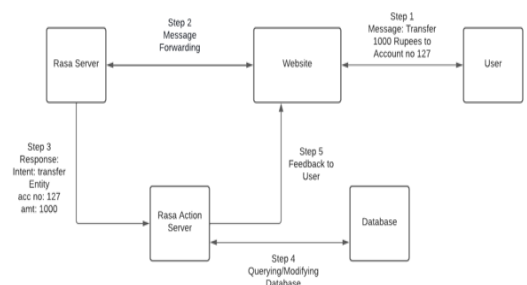 Step 1
Message: Transfer
1000 Rupees to
Account no 127
Step 2
Message
Forwarding
Rasa Server
Website
User
Step 3
Response:
Intent: transfer
Entity
acc no: 127
amt: 1000
Step 5
Feedback to
User
Rasa Action
Server
Database
Step 4
Querying/Modifying
Database